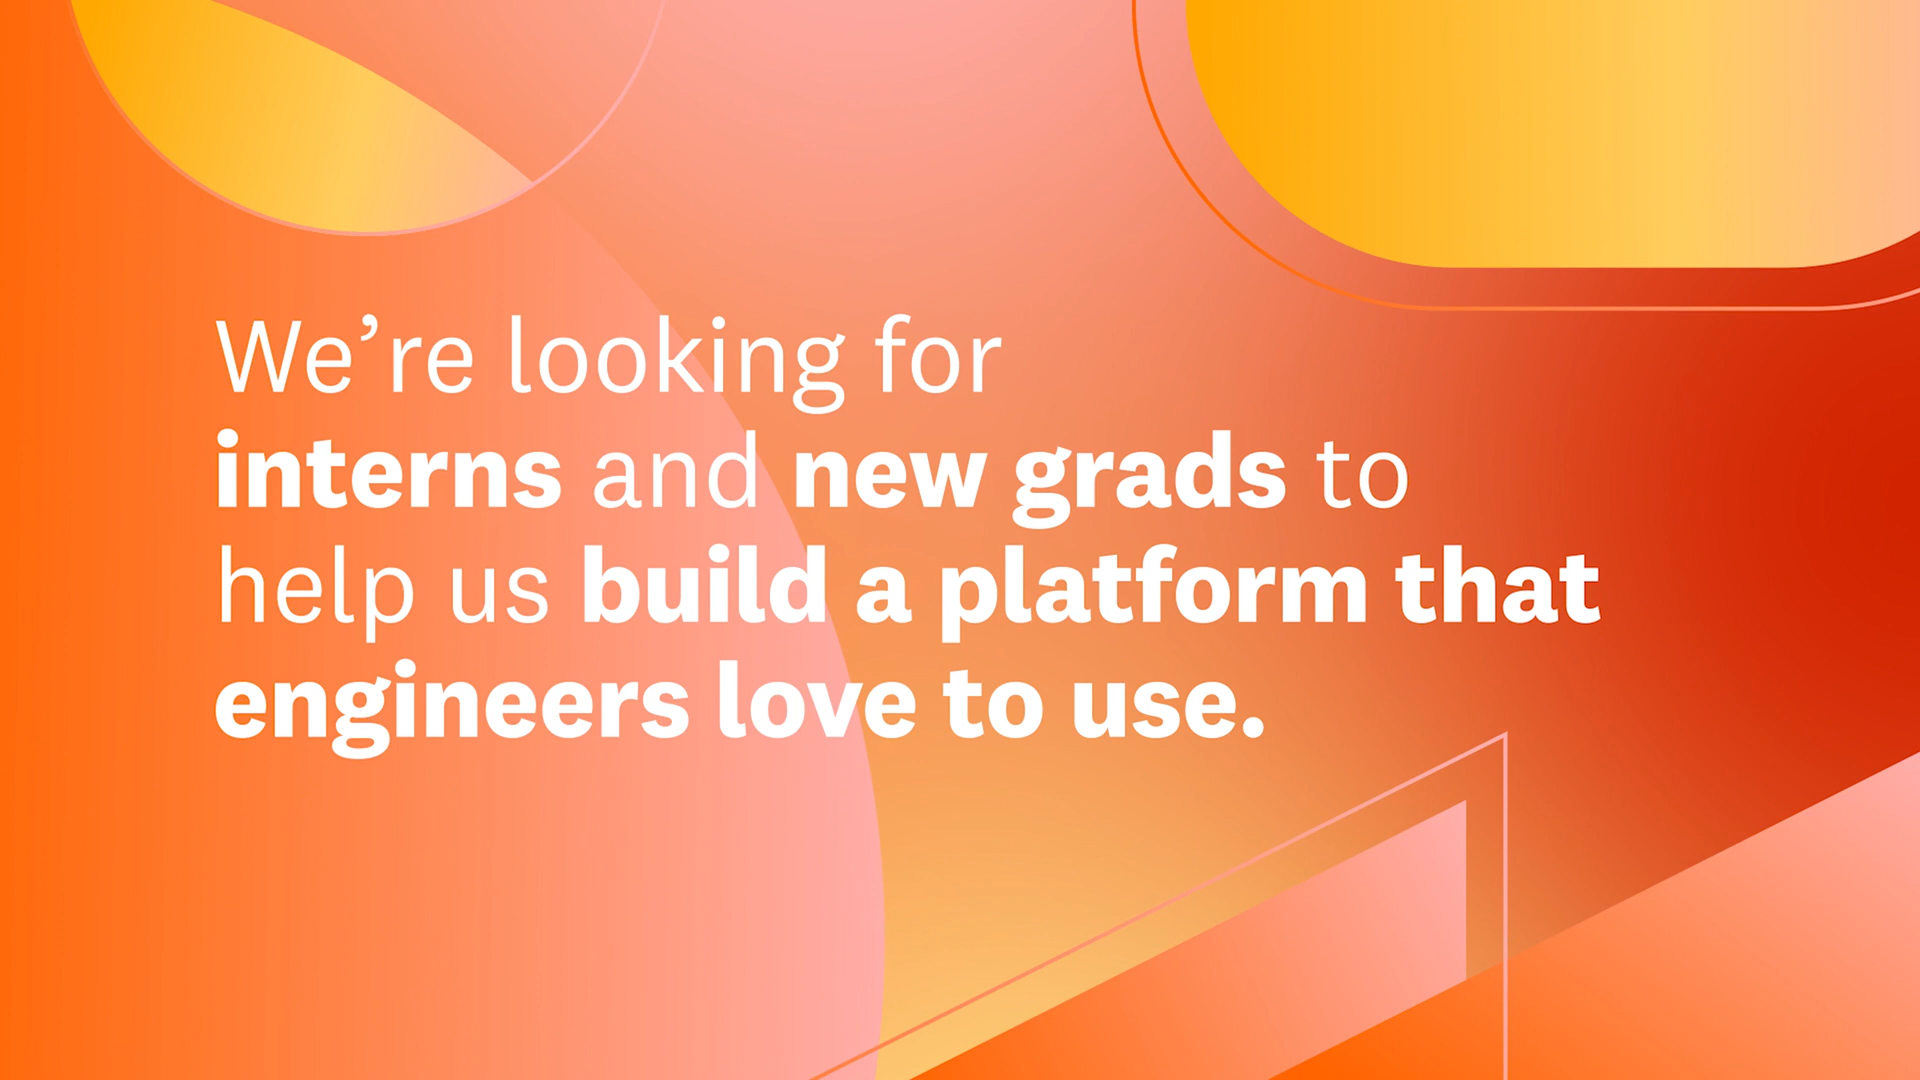 We’re looking for
interns and new grads to
help us build a platform that
engineers love to use.